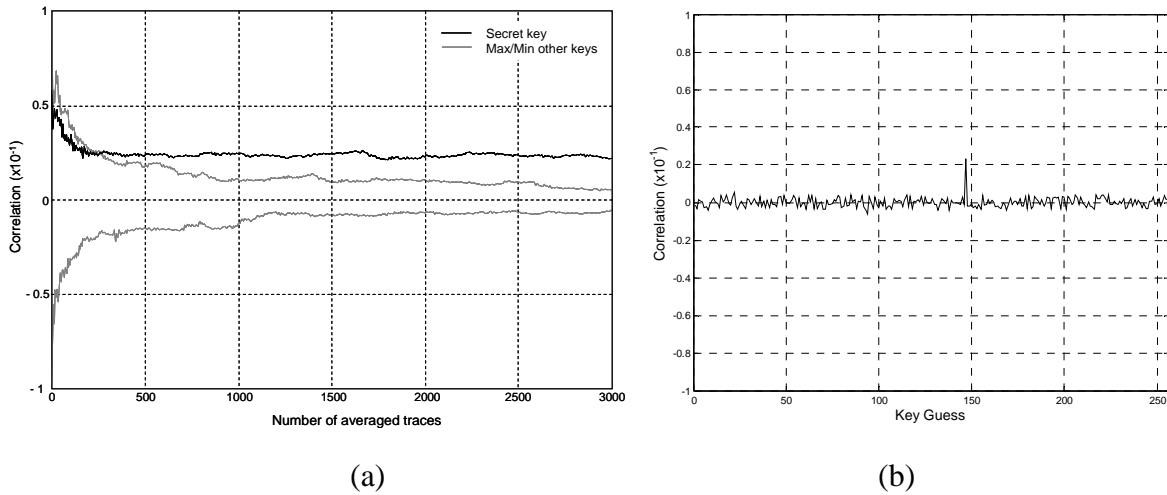 1
0.5
0
- 0.5
- 1
Correlation (x10-1)
Secret key
Max/Min other keys
0 500 1000 1500 2000 2500 3000
Number of averaged traces
(a)
1
0.8
0.6
0.4
0.2
0
-0.2
-0.4
-0.6
-0.8
-1
Correlation (x10-1)
0 50 100 150 200 250
Key Guess
(b)